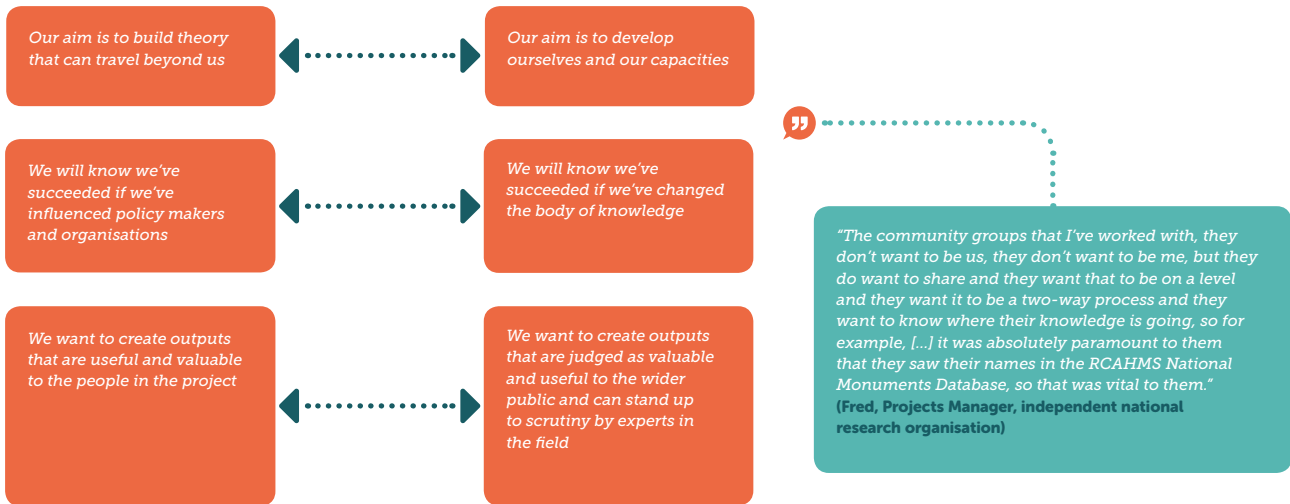 Our aim is to build theory
that can travel beyond us
Our aim is to develop
ourselves and our capacities
We will know we've
succeeded if we've
influenced policy makers
and organisations
We will know we've
succeeded if we've changed
the body of knowledge
We want to create outputs
that are useful and valuable
to the people in the project
We want to create outputs
that are judged as valuable
and useful to the wider
public and can stand up
to scrutiny by experts in
the field
"The community groups that I've worked with, they
don't want to be us, they don't want to be me, but they
do want to share and they want that to be on a level
and they want it to be a two-way process and they
want to know where their knowledge is going, so for
example, [...] it was absolutely paramount to them
that they saw their names in the RCAHMS National
Monuments Database, so that was vital to them."
(Fred, Projects Manager, independent national
research organisation)